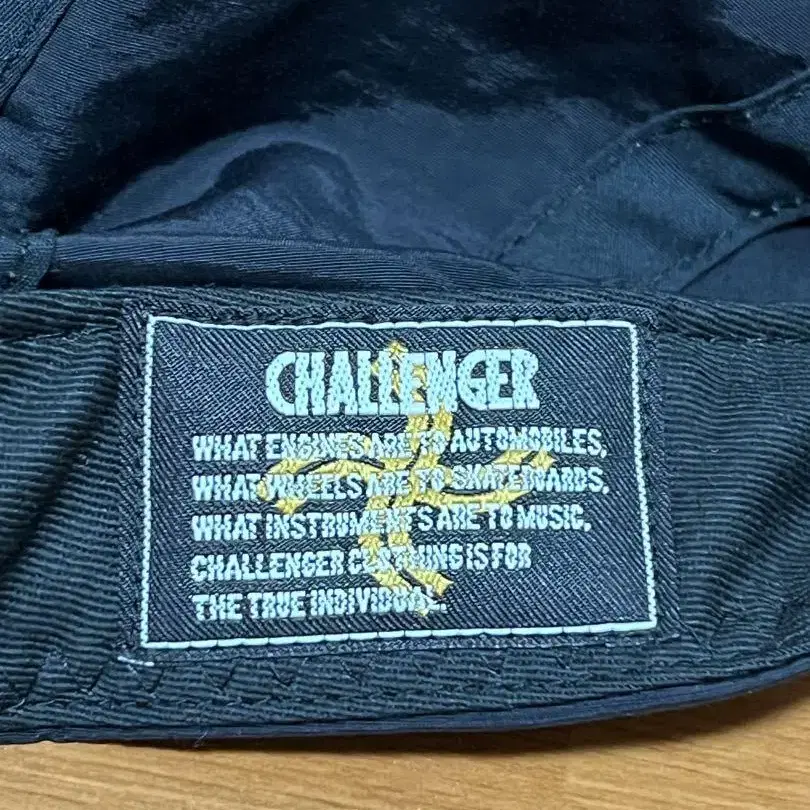 CHALLENGER
WHAT ENGINES ARE TO AUTOMOBILES,
WHAT WHEELS ARE TO SKATEBOARDS,
WHAT INSTRUMENTS ARE TO MUSIC,
CHALLENGER CLOTHING IS FOR
THE TRUE INDIVIDUAL.